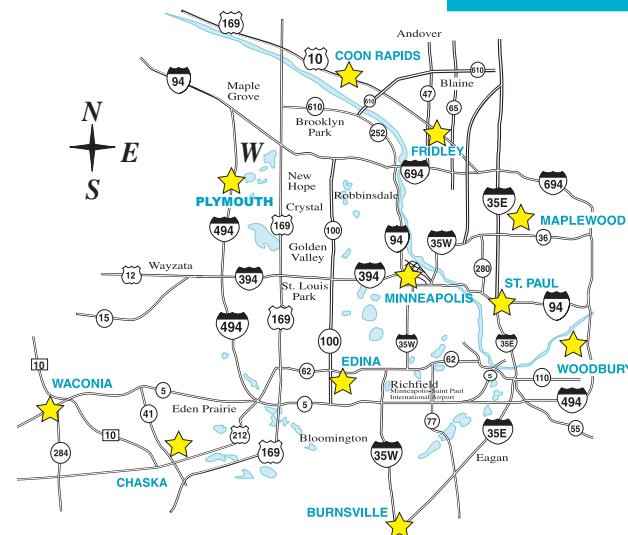 169
Andover
10
COON RAPIDS
94
610
Blaine
Maple
Grove
47
65
610
610
Brooklyn
Park
252
N
E
W
S
FRIDLEY
694
694
PLYMOUTH
New
Hope
Robbinsdale
35E
Crystal
MAPLEWOOD
494
169
100
94
35W
36
Golden
Valley
Wayzata
12
394
394
280
ST. PAUL
St. Louis
Park
MINNEAPOLIS
94
15
169
494
100
35W
35E
10
EDINA
62
62
WOODBURY
WACONIA
5
Richfield
Minneapolis-Saint Paul
International Airport
5
110
494
41
Eden Prairie
5
77
55
10
212
Bloomington
35E
284
169
35W
Eagan
CHASKA
BURNSVILLE